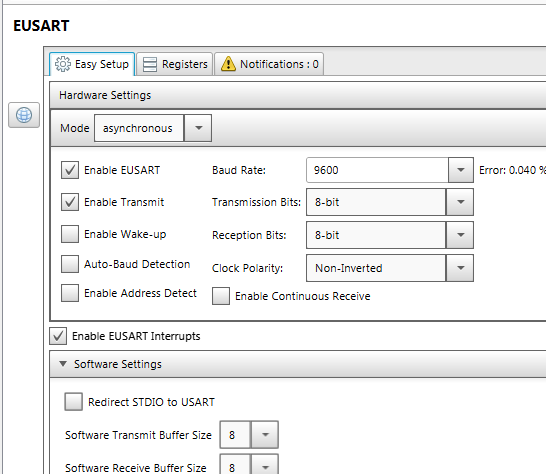 EUSART
Easy Setup Registers Notifications : 0
Hardware Settings
Mode asynchronous
Enable EUSART Baud Rate: 9600 Error: 0.040 %
Enable Transmit Transmission Bits: 8-bit
Enable Wake-up Reception Bits: 8-bit
Auto-Baud Detection Clock Polarity: Non-Inverted
Enable Address Detect Enable Continuous Receive
Enable EUSART Interrupts
Software Settings
Redirect STDIO to USART
Software Transmit Buffer Size 8
Software Receive Buffer Size 8